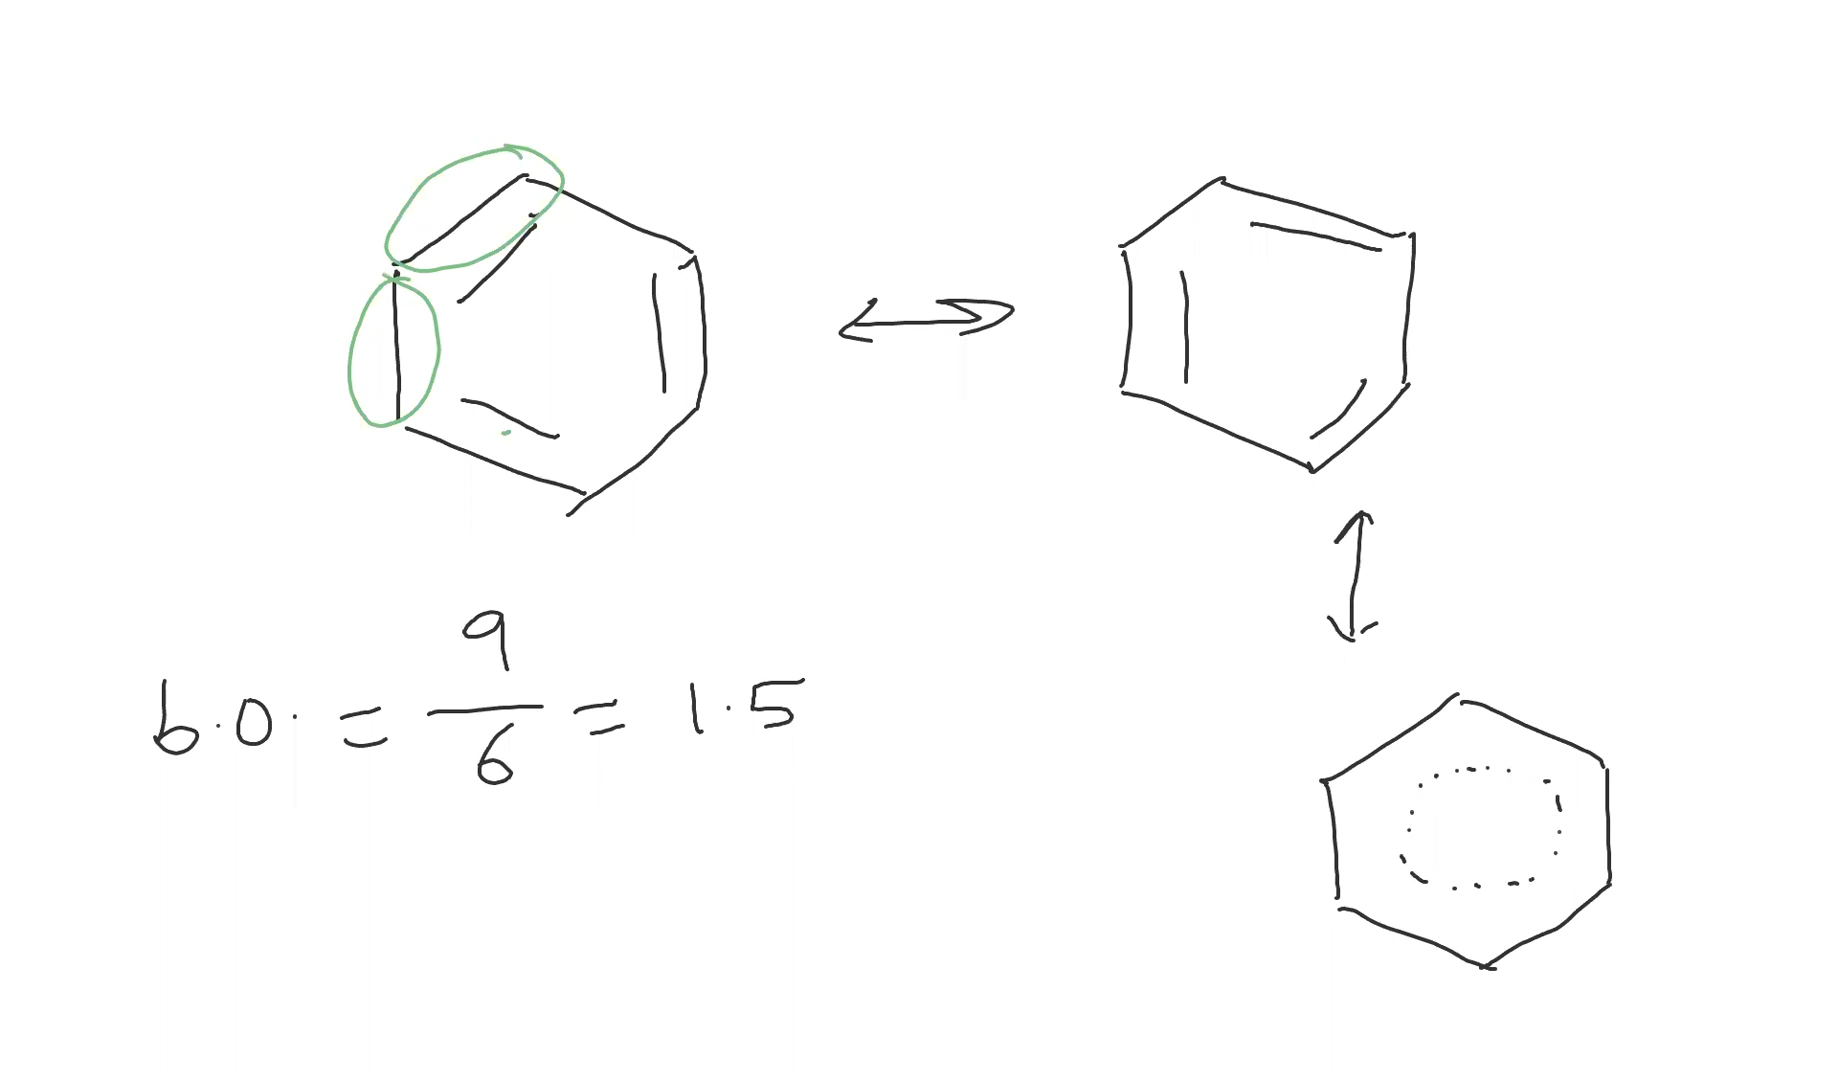 b.o. = 9/6 = 1.5